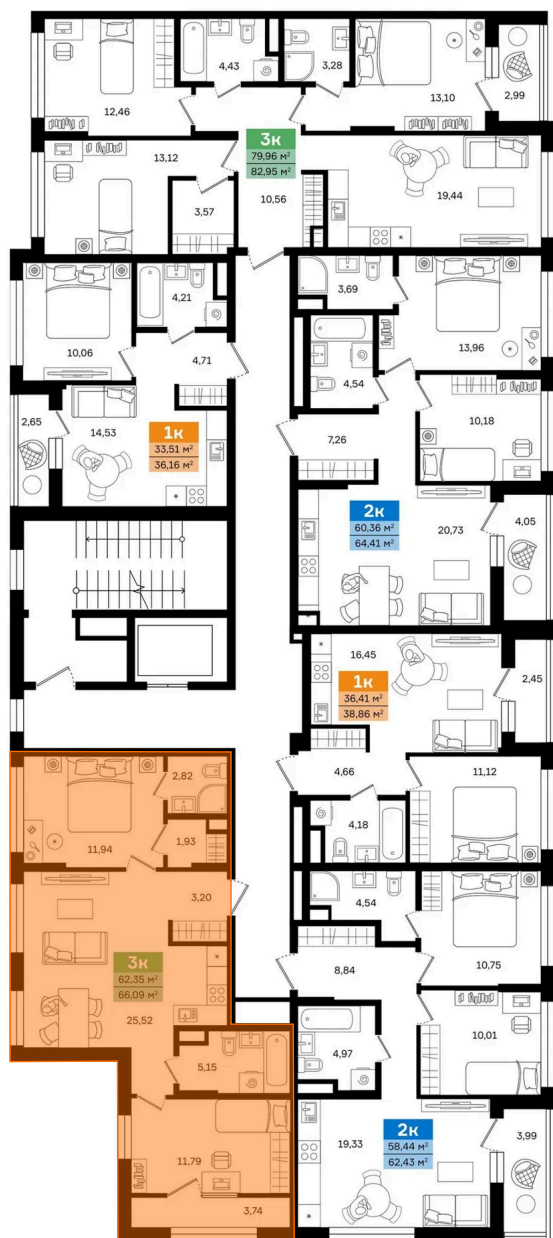 4,43
3,28
12,46
13,10
2,99
3к
79,96 м²
82,95 м²
13,12
19,44
3,57
10,56
4,21
3,69
10,06
4,71
13,96
4,54
2,65
14,53
1к
33,51 м²
36,16 м²
10,18
7,26
2к
60,36 м²
64,41 м²
20,73
4,05
16,45
1к
36,41 м²
38,86 м²
2,45
4,66
11,12
2,82
11,94
1,93
4,18
3,20
4,54
3к
62,35 м²
66,09 м²
25,52
8,84
10,75
5,15
4,97
10,01
11,79
19,33
2к
58,44 м²
62,43 м²
3,99
3,74